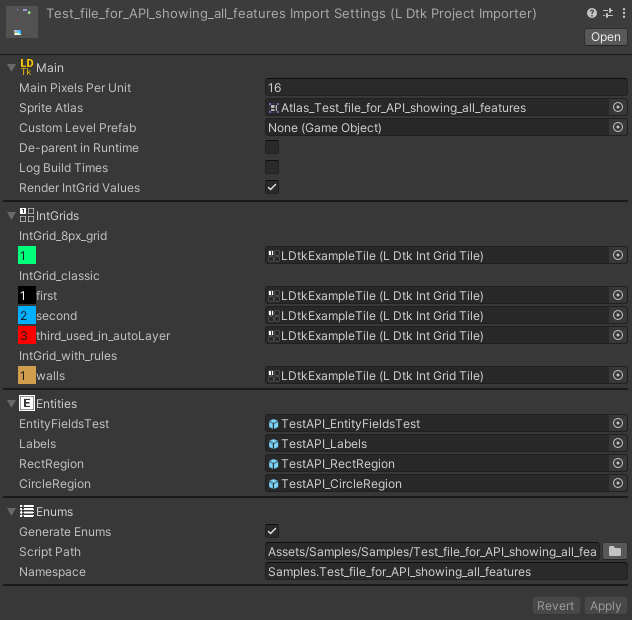 Test_file_for_API_showing_all_features Import Settings (L Dtk Project Importer)
Open
LD
Tk
Main
Main Pixels Per Unit 16
Sprite Atlas Atlas_Test_file_for_API_showing_all_features
Custom Level Prefab None (Game Object)
De-parent in Runtime
Log Build Times
Render IntGrid Values
IntGrids
IntGrid_8px_grid
1 LDtkExampleTile (L Dtk Int Grid Tile)
IntGrid_classic
1 first LDtkExampleTile (L Dtk Int Grid Tile)
2 second LDtkExampleTile (L Dtk Int Grid Tile)
3 third_used_in_autoLayer LDtkExampleTile (L Dtk Int Grid Tile)
IntGrid_with_rules
1 walls LDtkExampleTile (L Dtk Int Grid Tile)
E Entities
EntityFieldsTest TestAPI_EntityFieldsTest
Labels TestAPI_Labels
RectRegion TestAPI_RectRegion
CircleRegion TestAPI_CircleRegion
Enums
Generate Enums
Script Path Assets/Samples/Samples/Test_file_for_API_showing_all_fea
Namespace Samples.Test_file_for_API_showing_all_features
Revert Apply